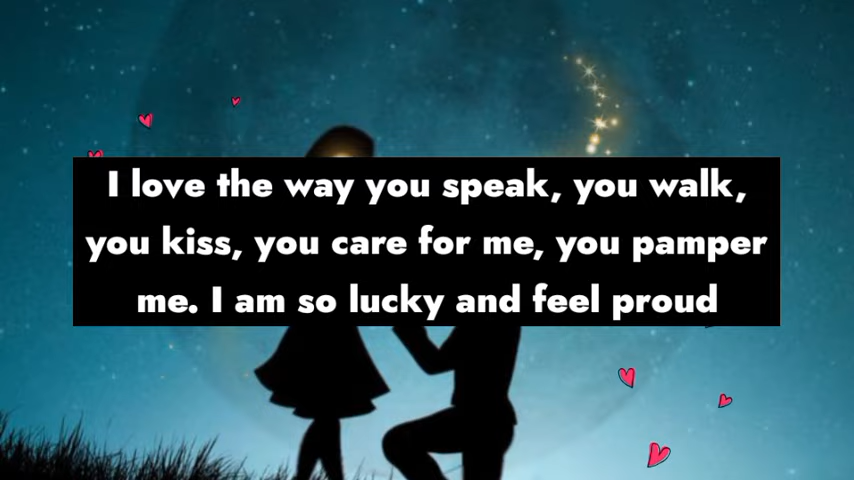 I love the way you speak, you walk,
you kiss, you care for me, you pamper
me. I am so lucky and feel proud